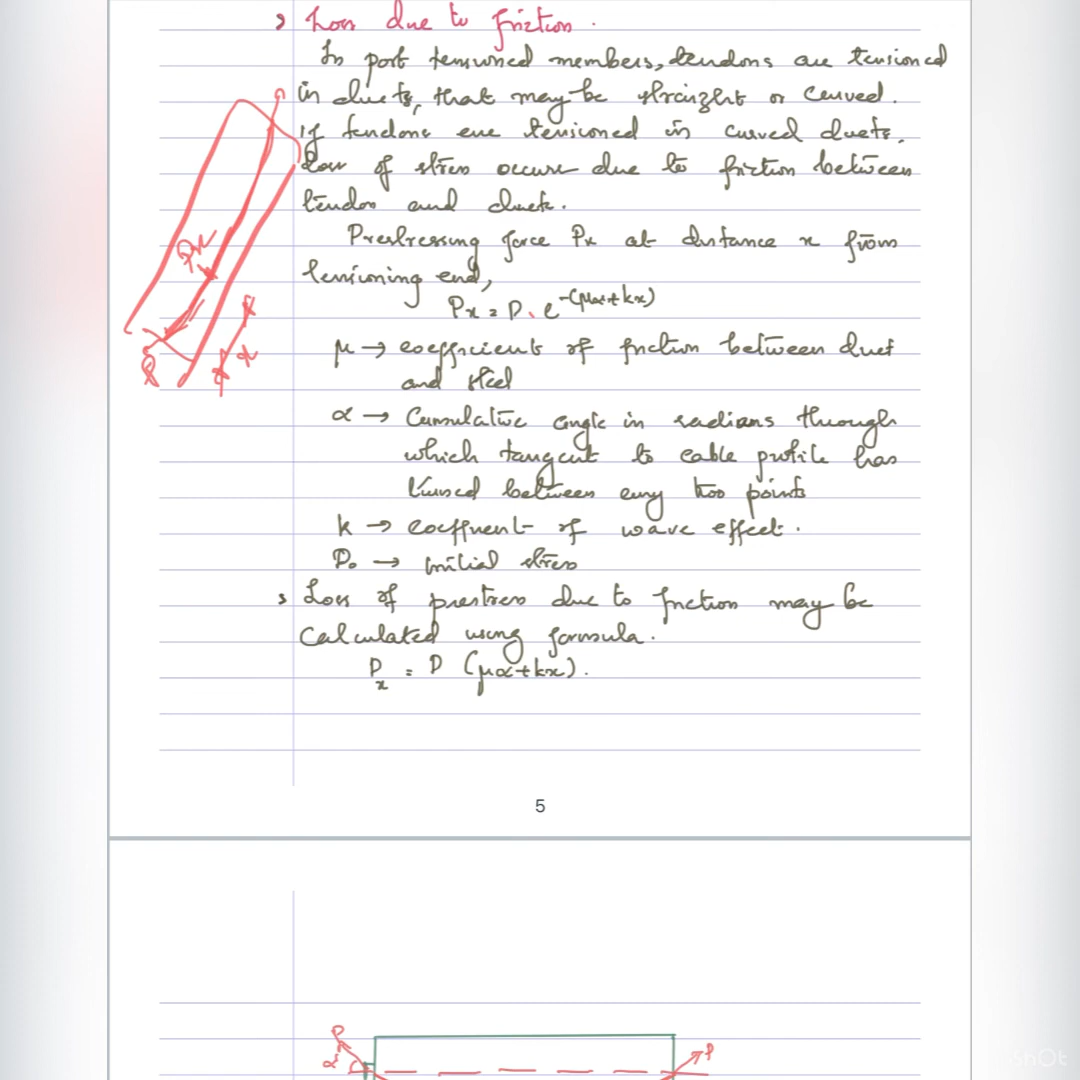 > Loss due to friction.
In post tensioned members, tendons are tensioned
in ducts, that may be straight or curved.
If tendons are tensioned in curved ducts,
loss of stress occurs due to friction between
tendon and duct.
Prestressing force Px at distance x from
tensioning end,
Px = P. e^-(μα+kx)
μ → coefficient of friction between duct
and steel
α → Cumulative angle in radians through
which tangent to cable profile has
turned between any two points
k → coefficient of wave effect.
P₀ → initial stress
> Loss of prestress due to friction may be
calculated using formula.
Px = P (μα+kx).
Px
P
x
5
P
α
P